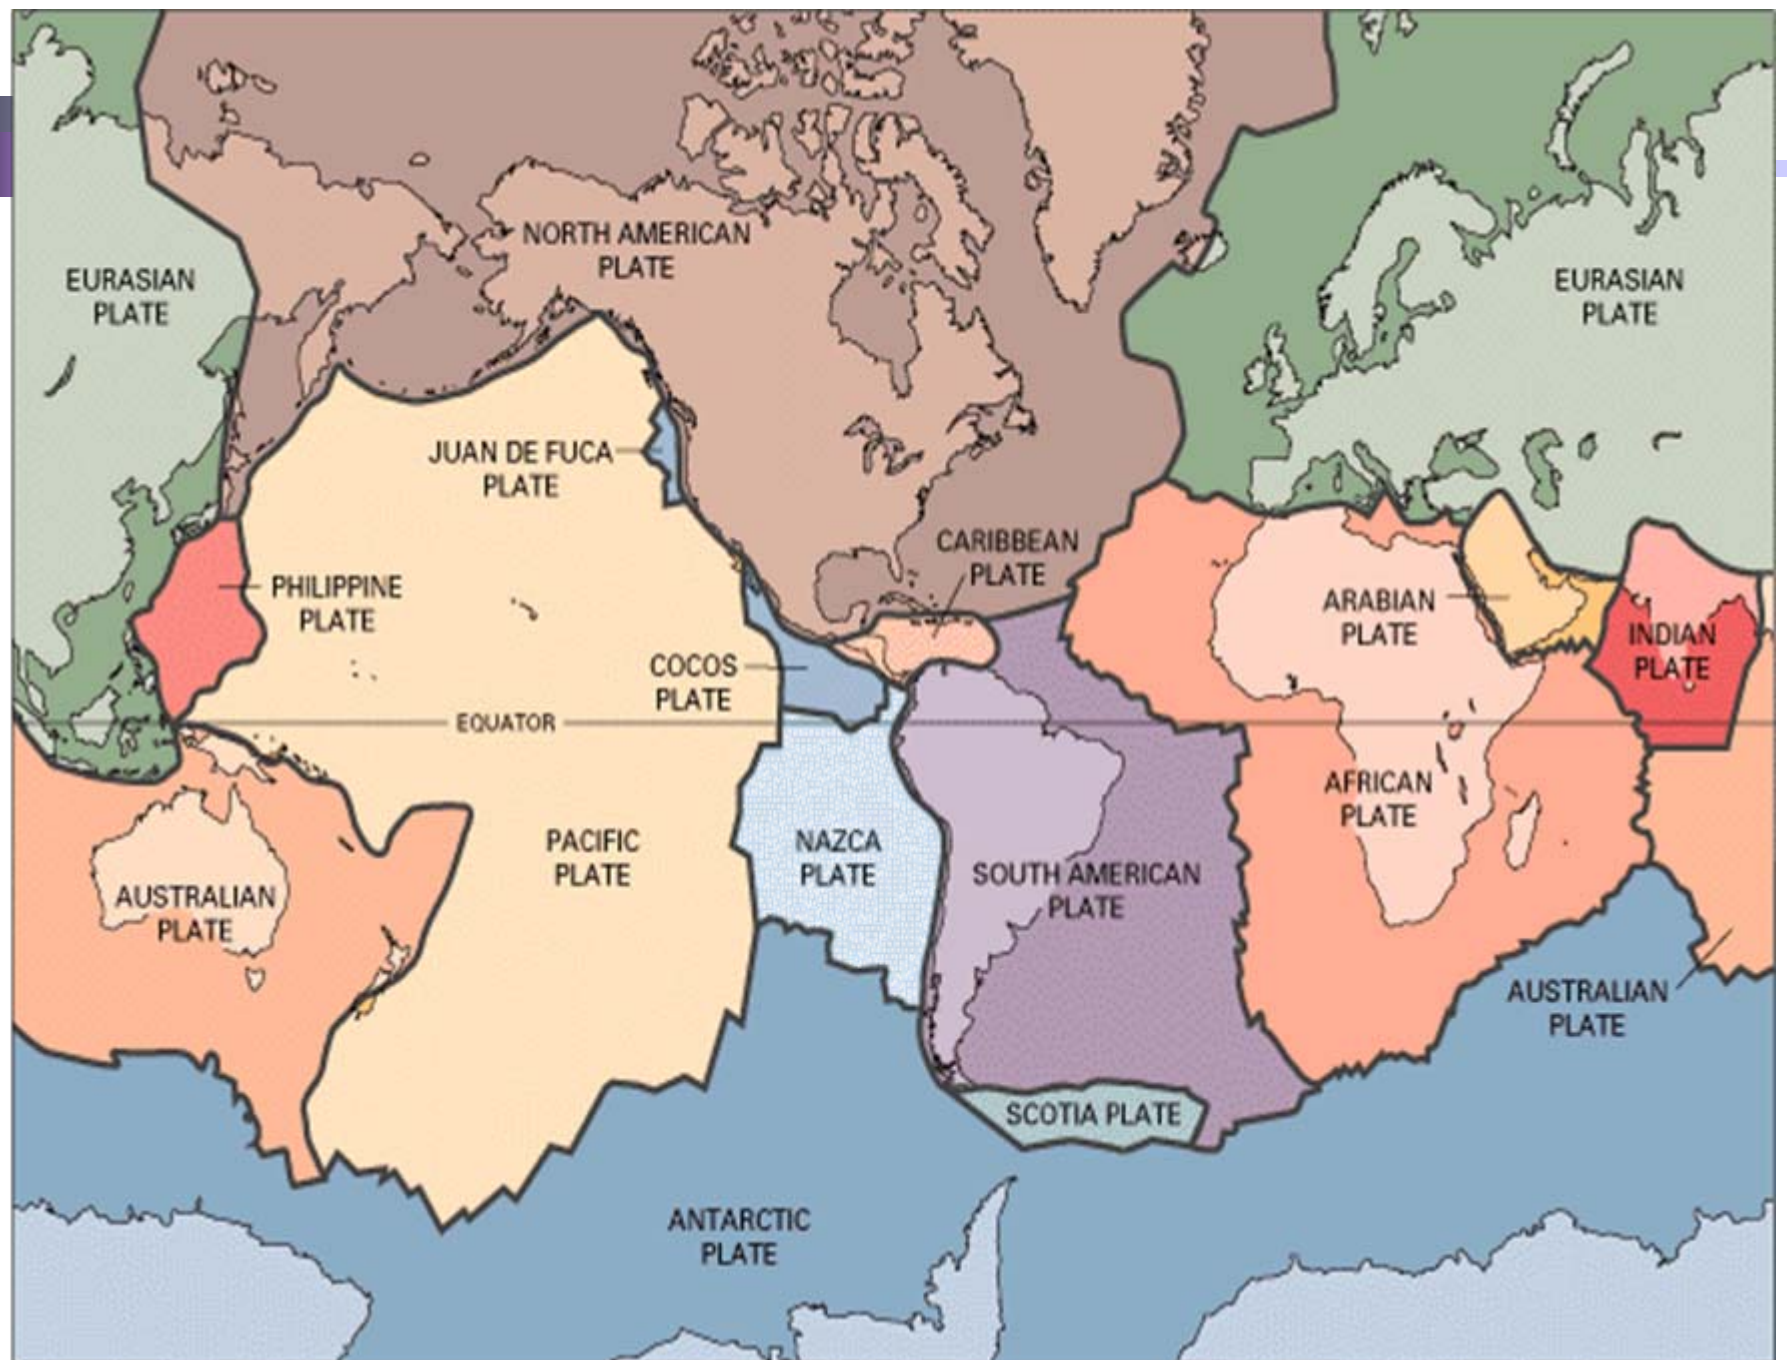 NORTH AMERICAN
PLATE
EURASIAN
PLATE
EURASIAN
PLATE
JUAN DE FUCA
PLATE
CARIBBEAN
PLATE
PHILIPPINE
PLATE
ARABIAN
PLATE
INDIAN
PLATE
COCOS
PLATE
EQUATOR
AFRICAN
PLATE
PACIFIC
PLATE
NAZCA
PLATE
SOUTH AMERICAN
PLATE
AUSTRALIAN
PLATE
AUSTRALIAN
PLATE
SCOTIA PLATE
ANTARCTIC
PLATE